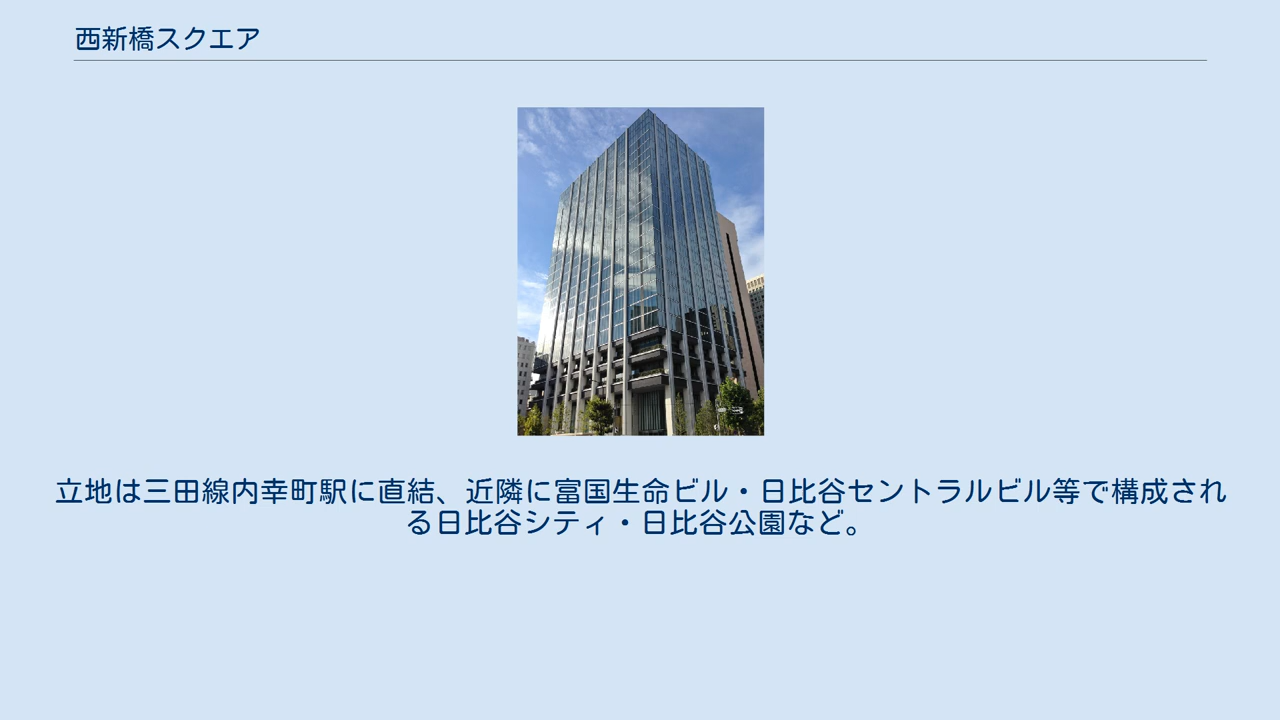 西新橋スクエア
立地は三田線内幸町駅に直結、近隣に富国生命ビル・日比谷セントラルビル等で構成され
る日比谷シティ・日比谷公園など。